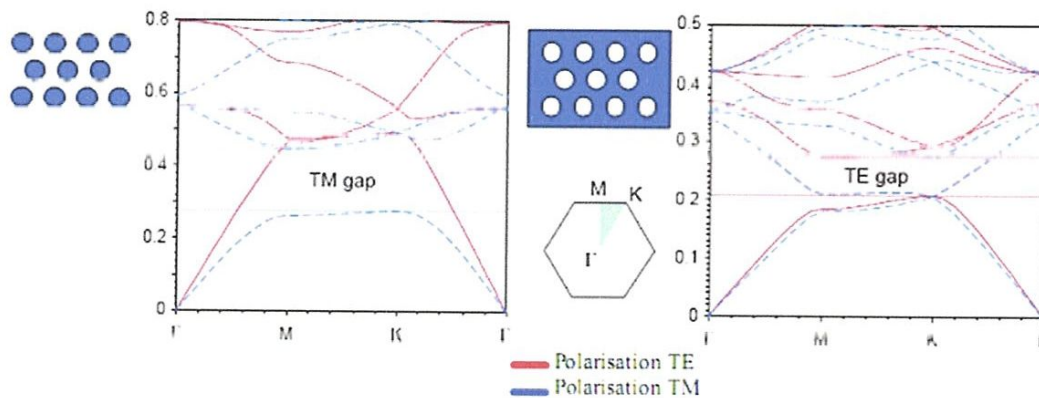 0.8
0.6
0.4
0.2
0
TM gap
Γ
M
K
Γ
M
K
Γ
0.5
0.4
0.3
0.2
0.1
0
TE gap
Γ
M
K
Polarisation TE
Polarisation TM